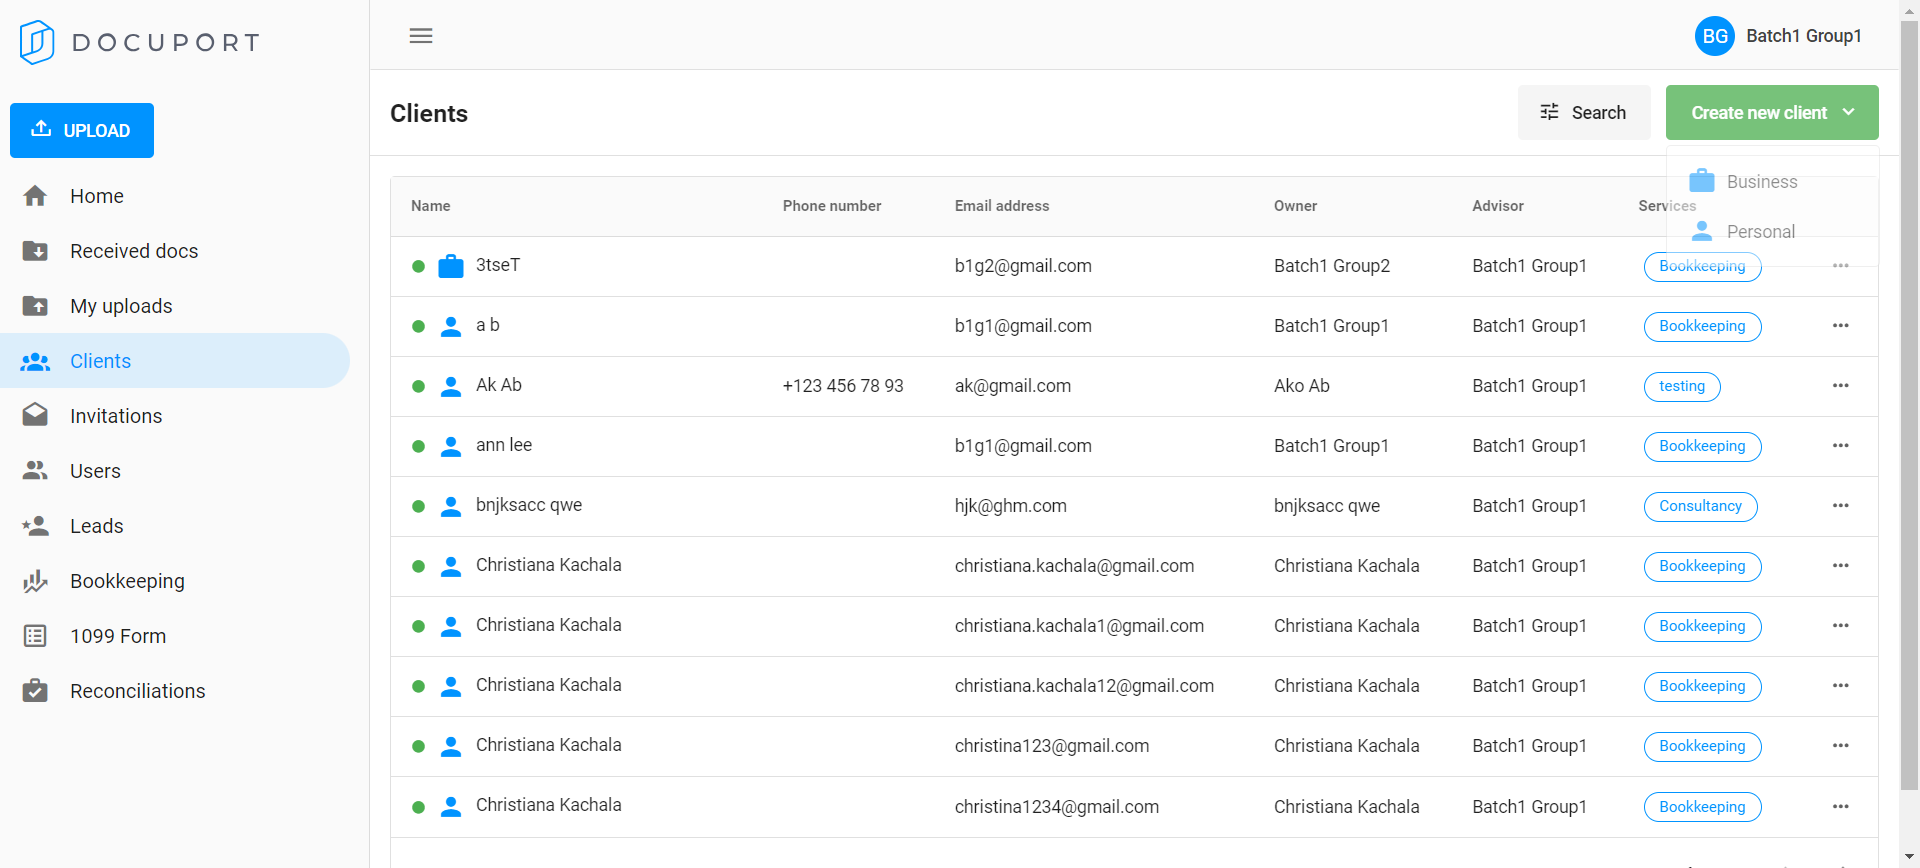 DOCUPORT
BG Batch1 Group1
UPLOAD
Home
Received docs
My uploads
Clients
Invitations
Users
Leads
Bookkeeping
1099 Form
Reconciliations
Clients
Search
Create new client
Business
Personal
Name Phone number Email address Owner Advisor Services
3tseT b1g2@gmail.com Batch1 Group2 Batch1 Group1 Bookkeeping
a b b1g1@gmail.com Batch1 Group1 Batch1 Group1 Bookkeeping
Ak Ab +123 456 78 93 ak@gmail.com Ako Ab Batch1 Group1 testing
ann lee b1g1@gmail.com Batch1 Group1 Batch1 Group1 Bookkeeping
bnjksacc qwe hjk@ghm.com bnjksacc qwe Batch1 Group1 Consultancy
Christiana Kachala christiana.kachala@gmail.com Christiana Kachala Batch1 Group1 Bookkeeping
Christiana Kachala christiana.kachala1@gmail.com Christiana Kachala Batch1 Group1 Bookkeeping
Christiana Kachala christiana.kachala12@gmail.com Christiana Kachala Batch1 Group1 Bookkeeping
Christiana Kachala christina123@gmail.com Christiana Kachala Batch1 Group1 Bookkeeping
Christiana Kachala christina1234@gmail.com Christiana Kachala Batch1 Group1 Bookkeeping